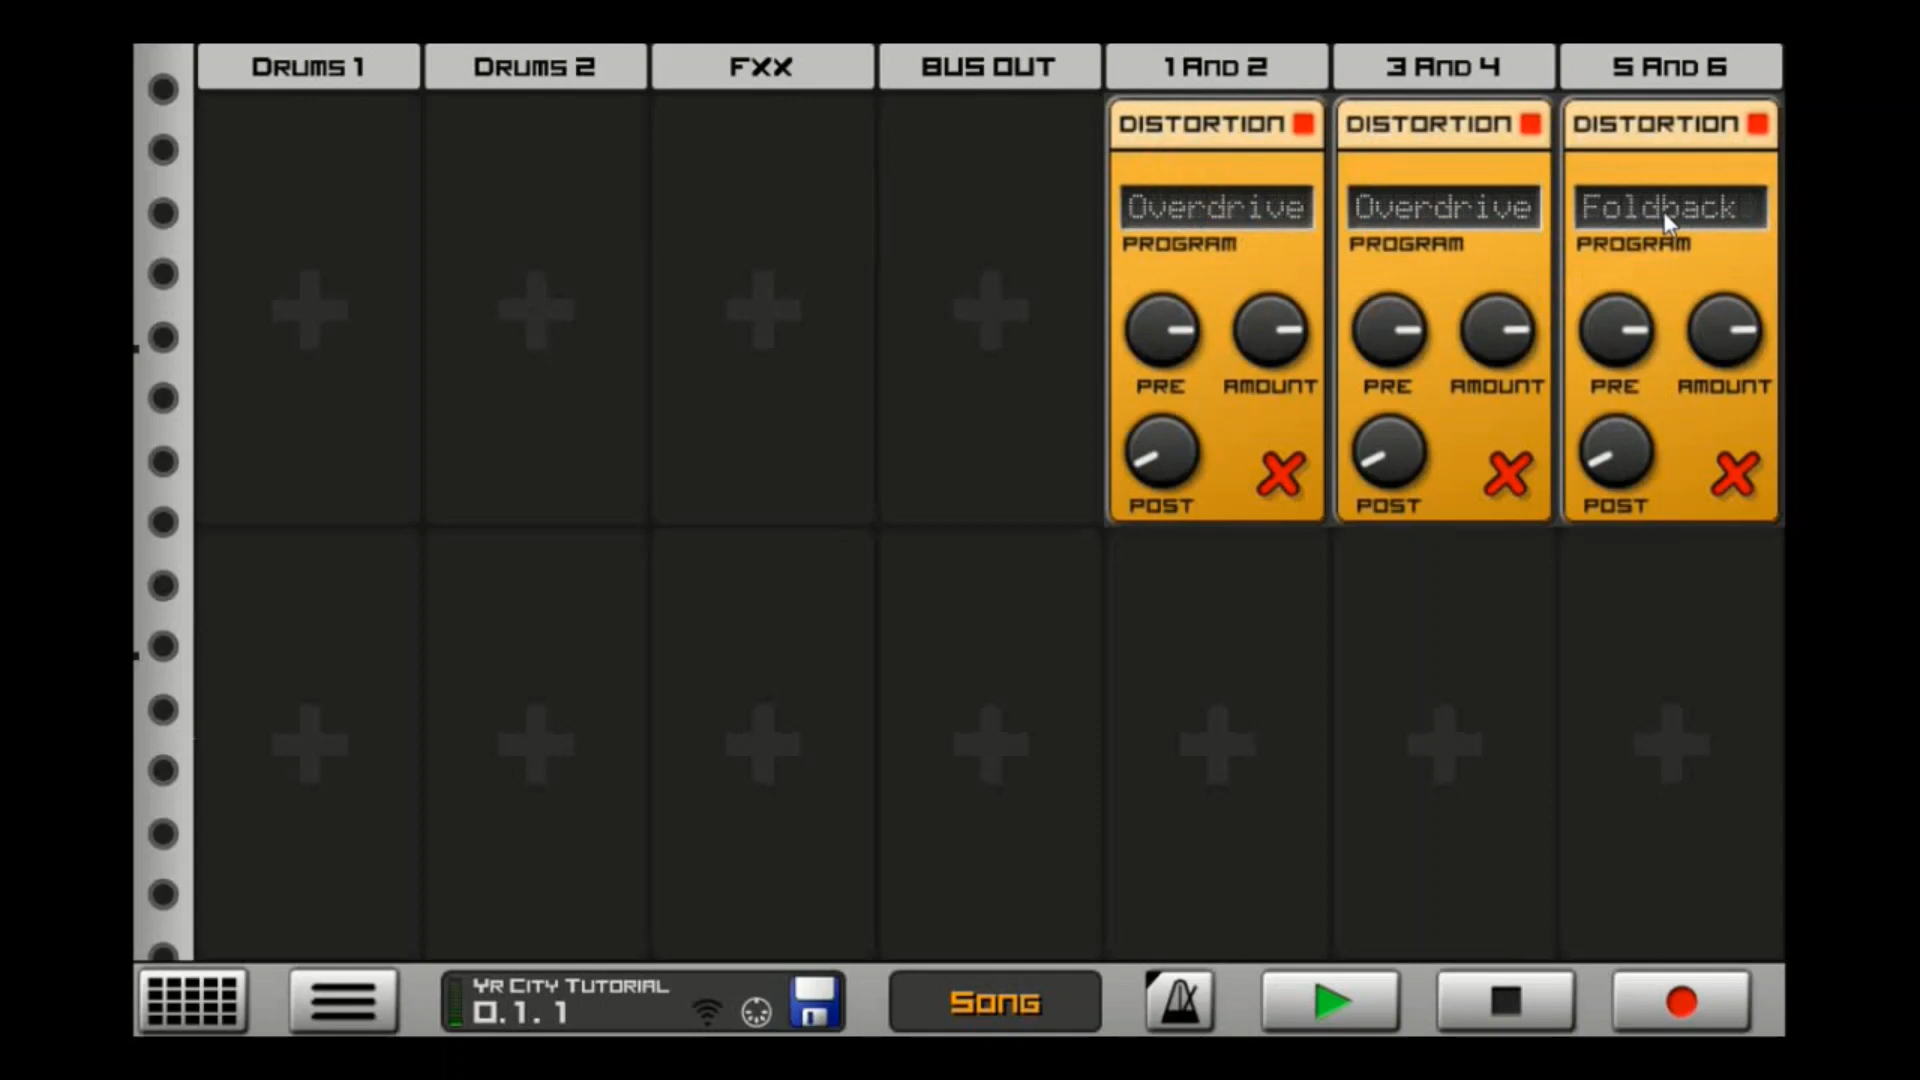 Drums 1
Drums 2
FXX
BUS OUT
1 And 2
3 And 4
5 And 6
DISTORTION
DISTORTION
DISTORTION
Overdrive
Overdrive
Foldback
PROGRAM
PROGRAM
PROGRAM
PRE
AMOUNT
PRE
AMOUNT
PRE
AMOUNT
POST
POST
POST
YR CITY TUTORIAL
0.1. 1
Song